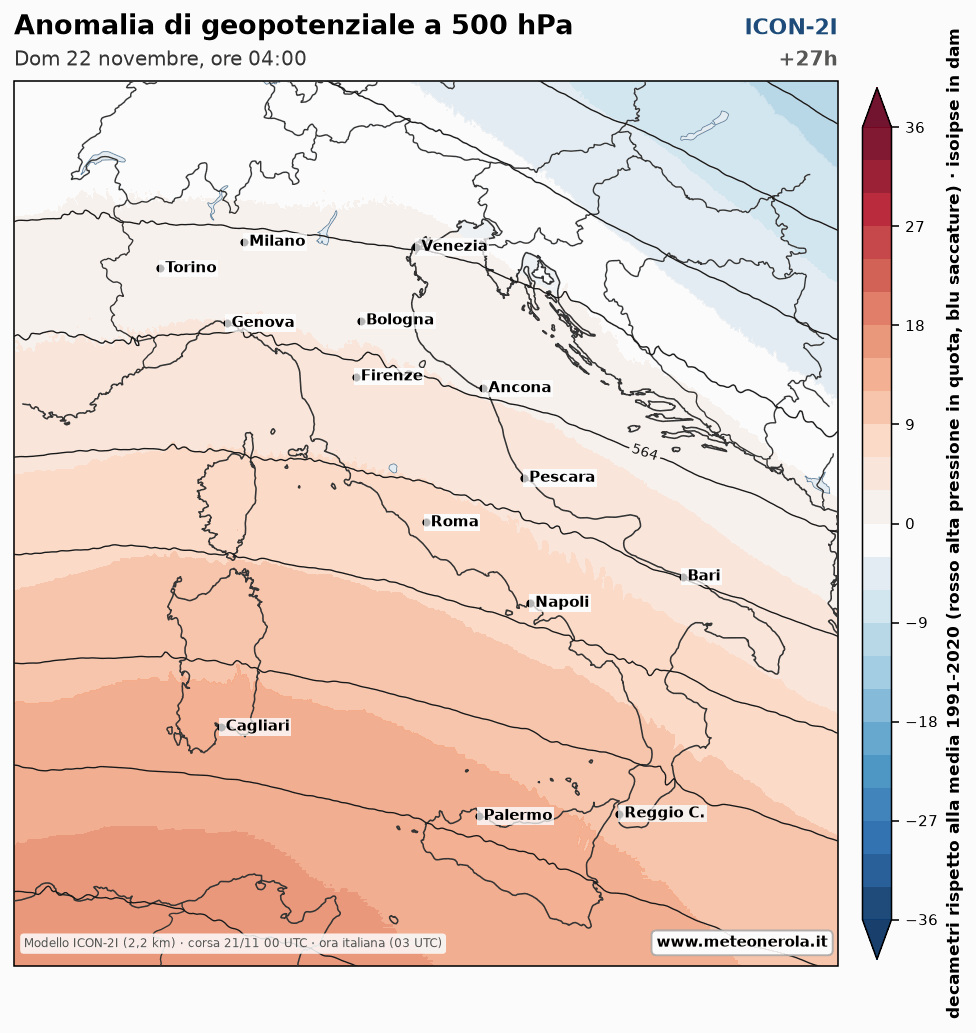 Anomalia di geopotenziale a 500 hPa
ICON-2I
Dom 22 novembre, ore 04:00
+27h
Milano
Venezia
Torino
Genova
Bologna
Firenze
Ancona
564
Pescara
Roma
Bari
Napoli
Cagliari
Palermo
Reggio C.
Modello ICON-2I (2,2 km) · corsa 21/11 00 UTC · ora italiana (03 UTC)
www.meteonerola.it
36
27
18
9
0
−9
−18
−27
−36
decametri rispetto alla media 1991-2020 (rosso alta pressione in quota, blu saccature) · isoipse in dam